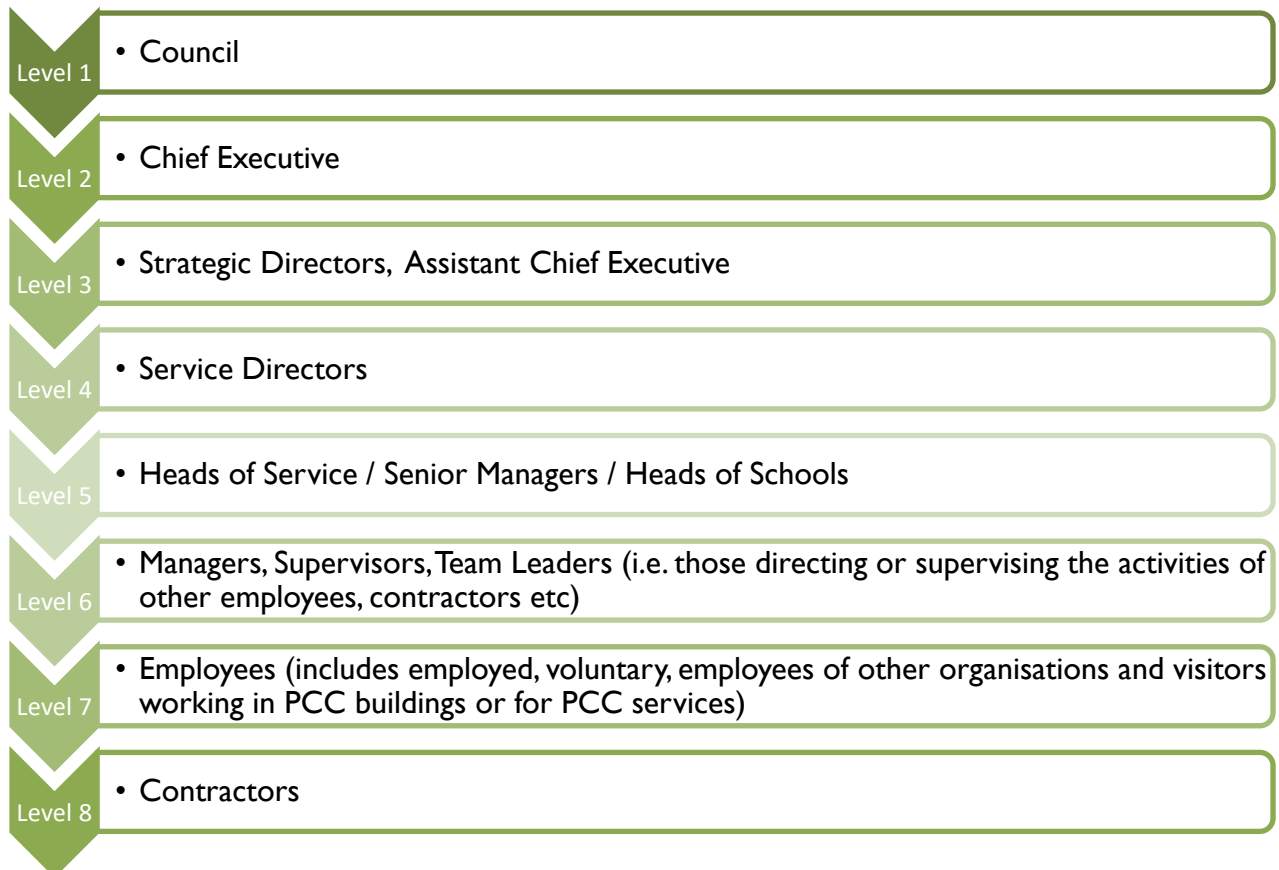 Level 1
• Council
Level 2
• Chief Executive
Level 3
• Strategic Directors, Assistant Chief Executive
Level 4
• Service Directors
Level 5
• Heads of Service / Senior Managers / Heads of Schools
Level 6
• Managers, Supervisors, Team Leaders (i.e. those directing or supervising the activities of
other employees, contractors etc)
Level 7
• Employees (includes employed, voluntary, employees of other organisations and visitors
working in PCC buildings or for PCC services)
Level 8
• Contractors